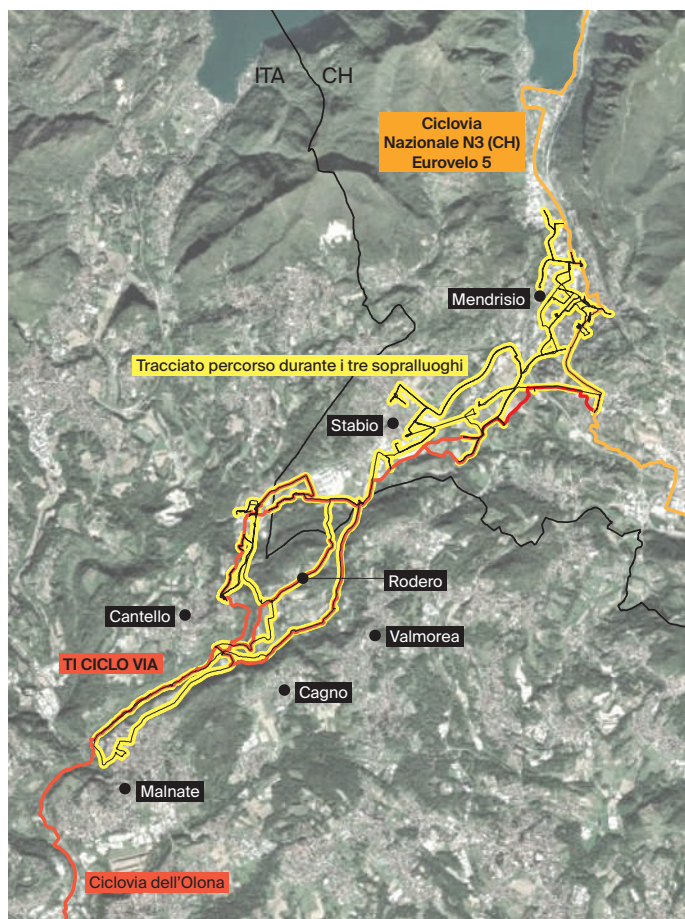 ITA CH
Ciclovia
Nazionale N3 (CH)
Eurovelo 5
Mendrisio
Tracciato percorso durante i tre sopralluoghi
Stabio
Rodero
Cantello
Valmorea
TI CICLO VIA
Cagno
Malnate
Ciclovia dell'Olona